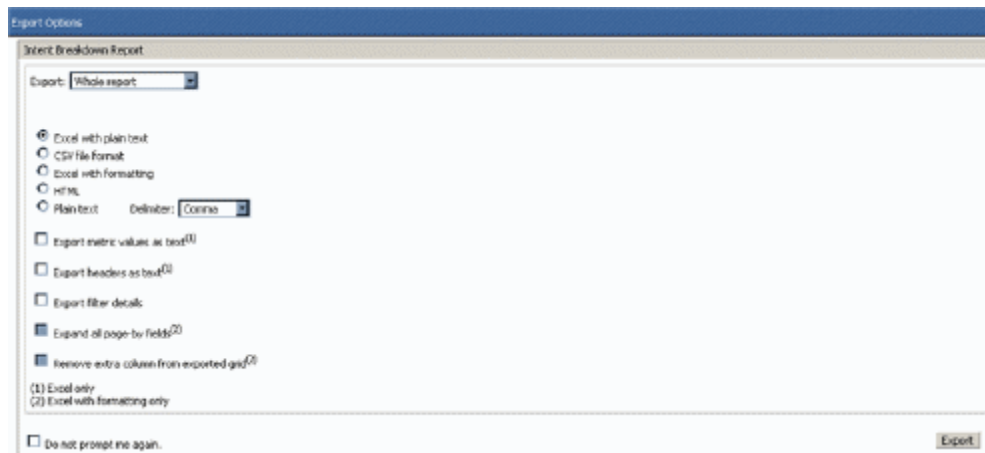 Export Options
Intent Breakdown Report
Export: Whole report
Excel with plain text
CSV file format
Excel with formatting
HTML
Plain text Delimiter: Comma
Export metric values as text(1)
Export headers as text(1)
Export filter details
Expand all page-by fields(2)
Remove extra column from exported grid(2)
(1) Excel only
(2) Excel with formatting only
Do not prompt me again.
Export